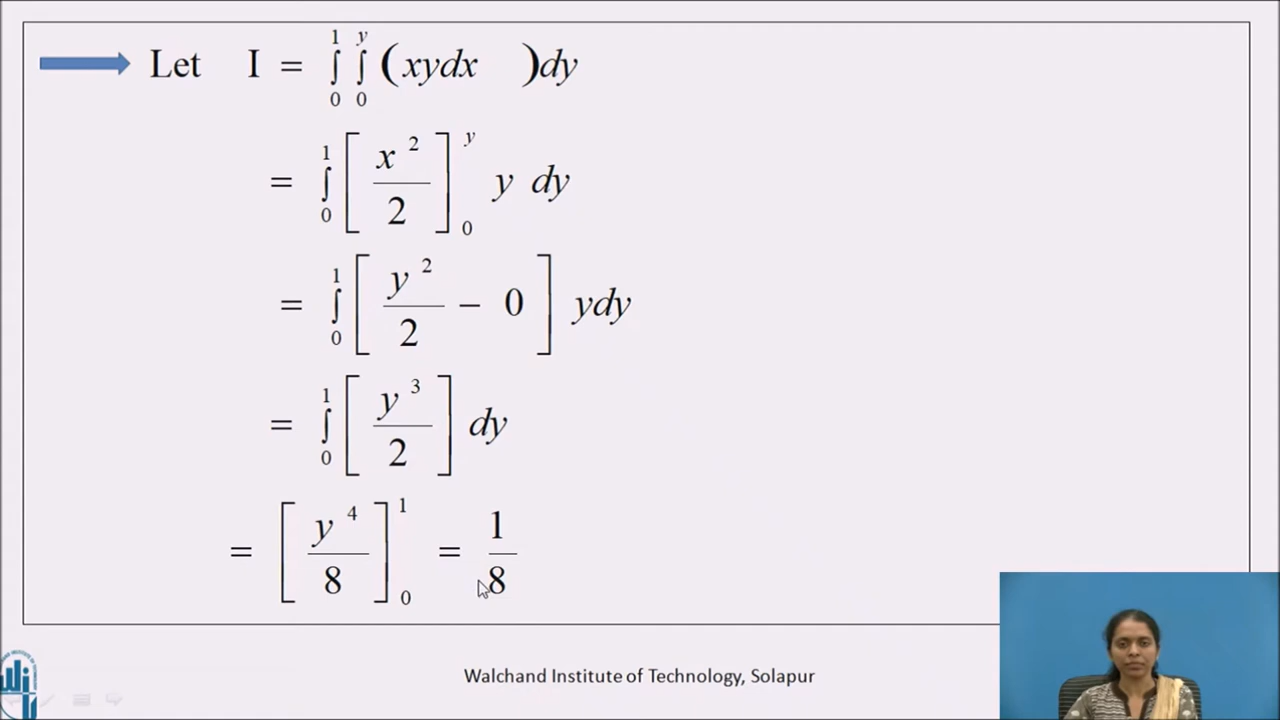 Let I = ∫₀¹ ∫₀ʸ (xydx )dy
= ∫₀¹ [x²/2]₀ʸ y dy
= ∫₀¹ [y²/2 − 0] ydy
= ∫₀¹ [y³/2] dy
= [y⁴/8]₀¹ = 1/8
Walchand Institute of Technology, Solapur